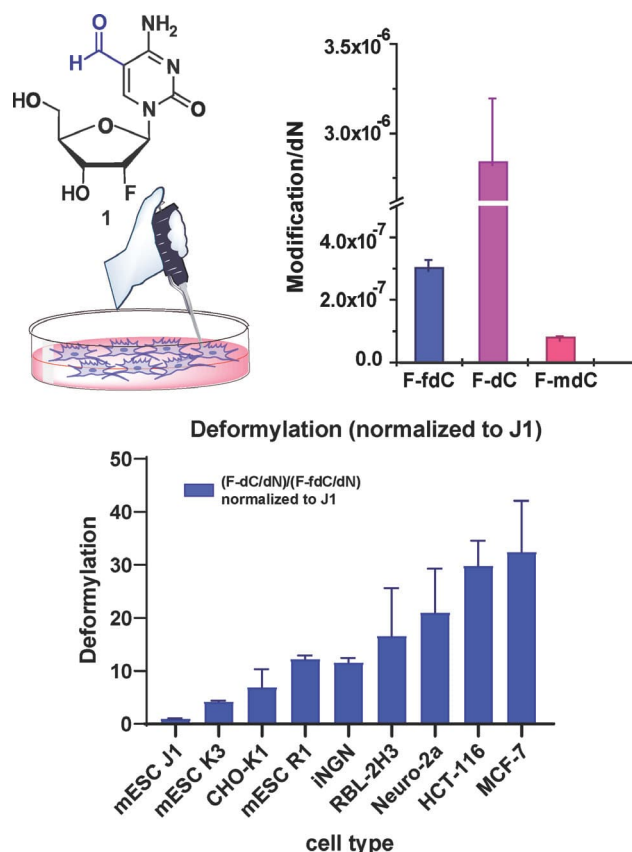 O
NH₂
H
N
N
O
HO
O
HO
F
1
Modification/dN
3.5x10⁻⁶
3.0x10⁻⁶
4.0x10⁻⁷
2.0x10⁻⁷
0.0
F-fdC F-dC F-mdC
Deformylation (normalized to J1)
(F-dC/dN)/(F-fdC/dN)
normalized to J1
Deformylation
50
40
30
20
10
0
mESC J1
mESC K3
CHO-K1
mESC R1
iNGN
RBL-2H3
Neuro-2a
HCT-116
MCF-7
cell type